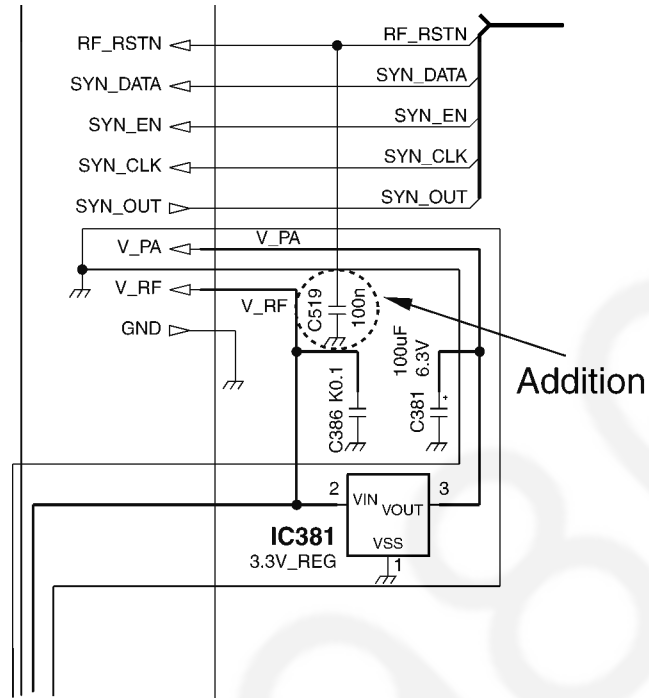 RF_RSTN RF_RSTN
SYN_DATA SYN_DATA
SYN_EN SYN_EN
SYN_CLK SYN_CLK
SYN_OUT SYN_OUT
V_PA V_PA
V_RF V_RF
C519 100n
GND
100uF
6.3V
Addition
C386 K0.1
C381 +
2 VIN VOUT 3
IC381
3.3V_REG
VSS
1